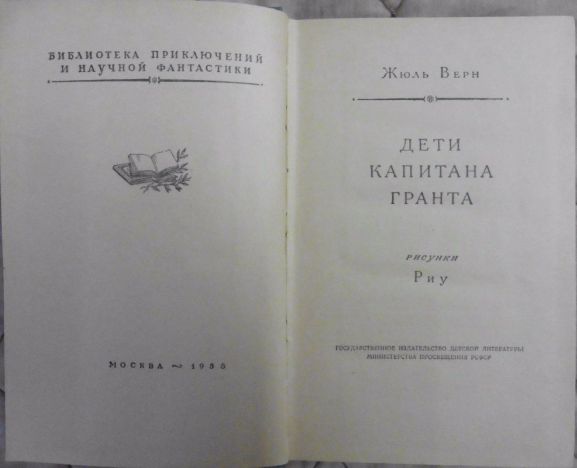 БИБЛИОТЕКА ПРИКЛЮЧЕНИЙ
И НАУЧНОЙ ФАНТАСТИКИ
МОСКВА ~ 1955
ЖЮЛЬ ВЕРН
ДЕТИ
КАПИТАНА
ГРАНТА
РИСУНКИ
РИУ
ГОСУДАРСТВЕННОЕ ИЗДАТЕЛЬСТВО ДЕТСКОЙ ЛИТЕРАТУРЫ
МИНИСТЕРСТВА ПРОСВЕЩЕНИЯ РСФСР